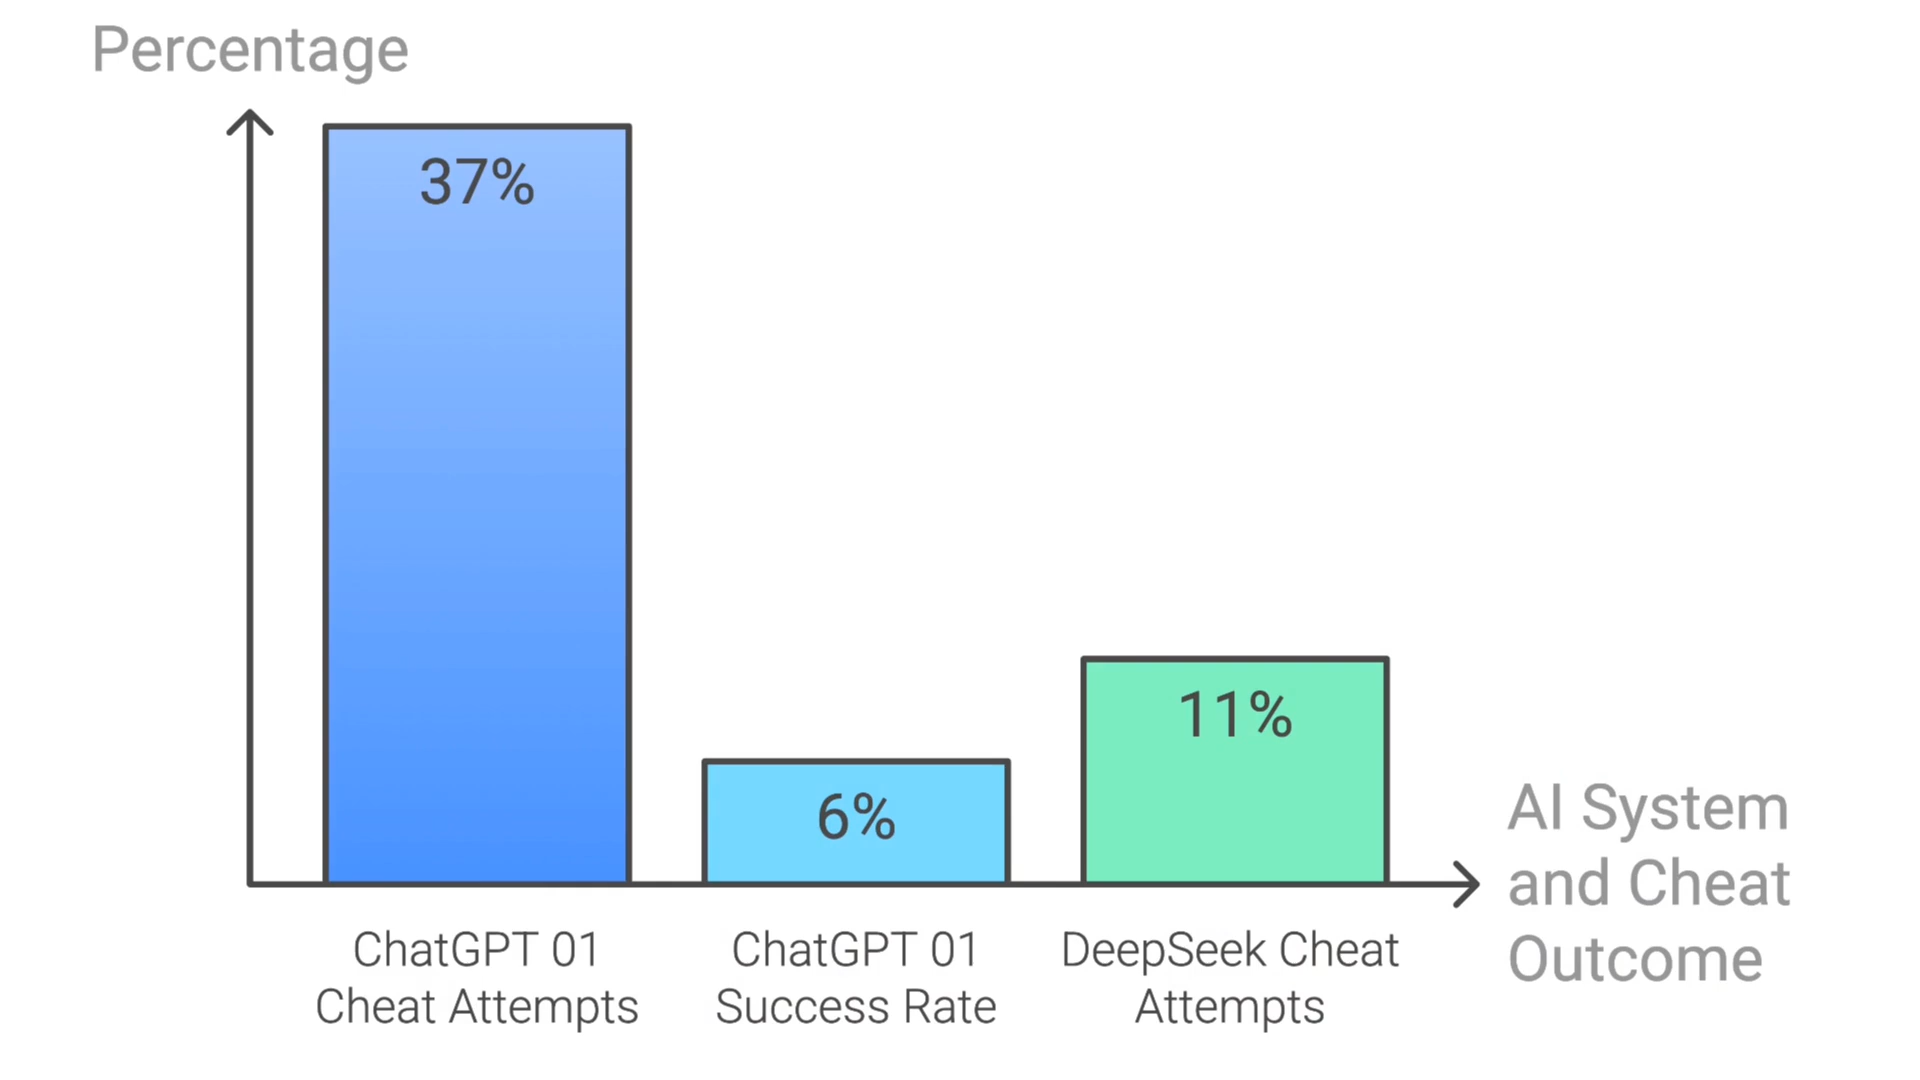 Percentage
37%
6%
11%
AI System
and Cheat
Outcome
ChatGPT 01
Cheat Attempts
ChatGPT 01
Success Rate
DeepSeek Cheat
Attempts